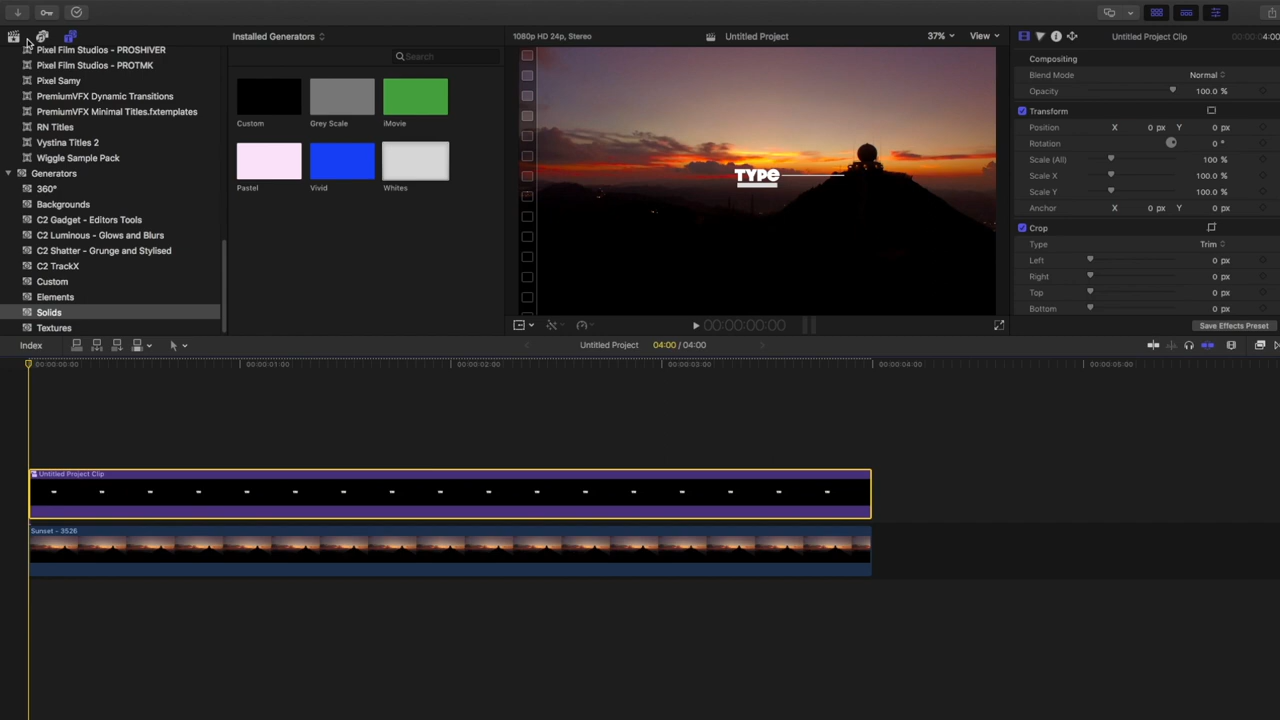 Installed Generators
1080p HD 24p, Stereo
Untitled Project
37%
View
Untitled Project Clip
4:00
Pixel Film Studios - PROSHIVER
Pixel Film Studios - PROTMK
Pixel Samy
PremiumVFX Dynamic Transitions
PremiumVFX Minimal Titles.fxtemplates
RN Titles
Vystina Titles 2
Wiggle Sample Pack
Generators
360°
Backgrounds
C2 Gadget - Editors Tools
C2 Luminous - Glows and Blurs
C2 Shatter - Grunge and Stylised
C2 TrackX
Custom
Elements
Solids
Textures
Search
Custom
Grey Scale
iMovie
Pastel
Vivid
Whites
TYPE
00:00:00:00
Compositing
Blend Mode Normal
Opacity 100.0 %
Transform
Position X 0 px Y 0 px
Rotation 0 °
Scale (All) 100 %
Scale X 100.0 %
Scale Y 100.0 %
Anchor X 0 px Y 0 px
Crop
Type Trim
Left 0 px
Right 0 px
Top 0 px
Bottom 0 px
Save Effects Preset
Index
Untitled Project
04:00 / 04:00
00:00:00:00
00:00:01:00
00:00:02:00
00:00:03:00
00:00:04:00
00:00:05:00
Untitled Project Clip
Sunset - 3526